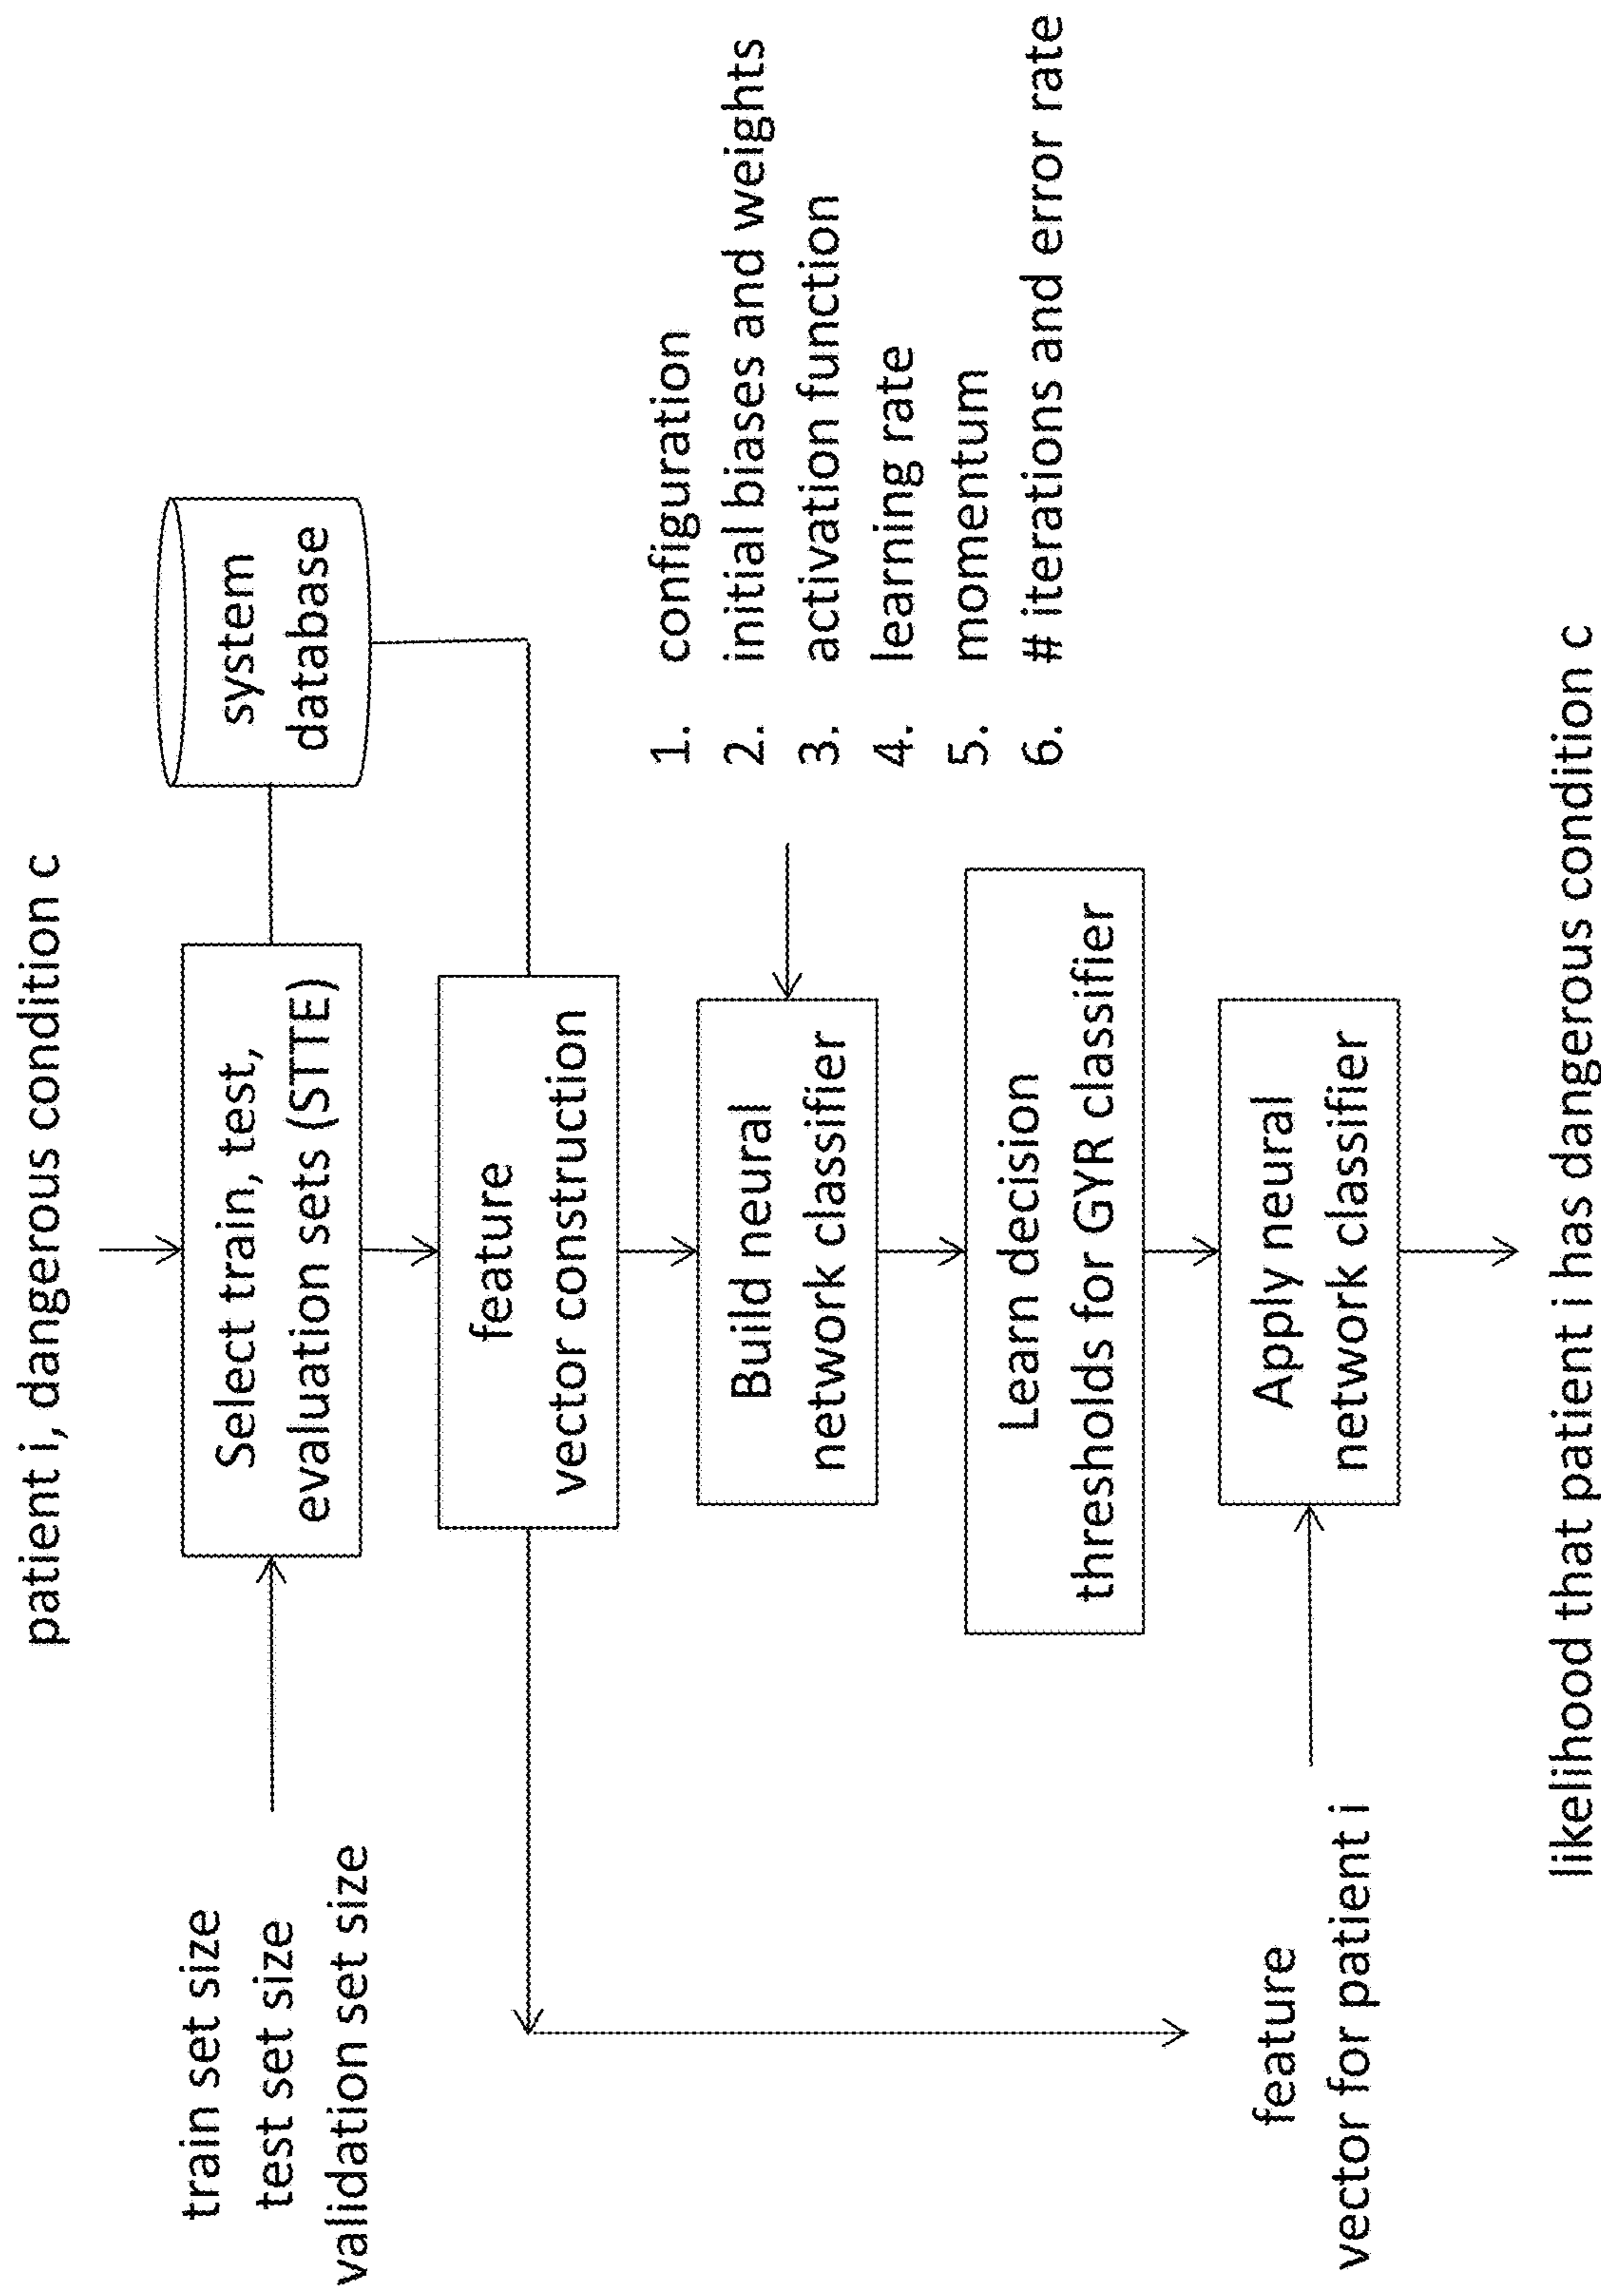 patient i, dangerous condition c
train set size
test set size
validation set size
Select train, test,
evaluation sets (STTE)
system
database
feature
vector construction
Build neural
network classifier
1. configuration
2. initial biases and weights
3. activation function
4. learning rate
5. momentum
6. # iterations and error rate
Learn decision
thresholds for GYR classifier
feature
vector for patient i
Apply neural
network classifier
likelihood that patient i has dangerous condition c